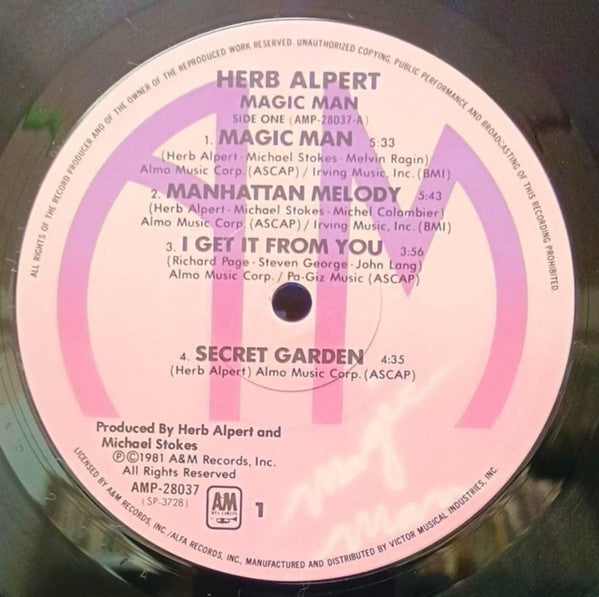 ALL RIGHTS OF THE RECORD PRODUCER AND OF THE OWNER OF THE REPRODUCED WORK RESERVED. UNAUTHORIZED COPYING, PUBLIC PERFORMANCE AND BROADCASTING OF THIS RECORDING PROHIBITED.
HERB ALPERT
MAGIC MAN
SIDE ONE (AMP-28037-A)
1. MAGIC MAN 5:33
(Herb Alpert - Michael Stokes - Melvin Ragin)
Almo Music Corp. (ASCAP) / Irving Music, Inc. (BMI)
2. MANHATTAN MELODY 5:43
(Herb Alpert - Michael Stokes - Michel Colombier)
Almo Music Corp. (ASCAP) / Irving Music, Inc. (BMI)
3. I GET IT FROM YOU 3:56
(Richard Page - Steven George - John Lang)
Almo Music Corp. / Pa-Giz Music (ASCAP)
4. SECRET GARDEN 4:35
(Herb Alpert) Almo Music Corp. (ASCAP)
Produced By Herb Alpert and
Michael Stokes
ⓅⒸ1981 A&M Records, Inc.
All Rights Reserved
AMP-28037
(SP-3728)
AM
RECORDS
1
LICENSED BY A&M RECORDS, INC./ALFA RECORDS, INC., MANUFACTURED AND DISTRIBUTED BY VICTOR MUSICAL INDUSTRIES, INC.
Magic
Man